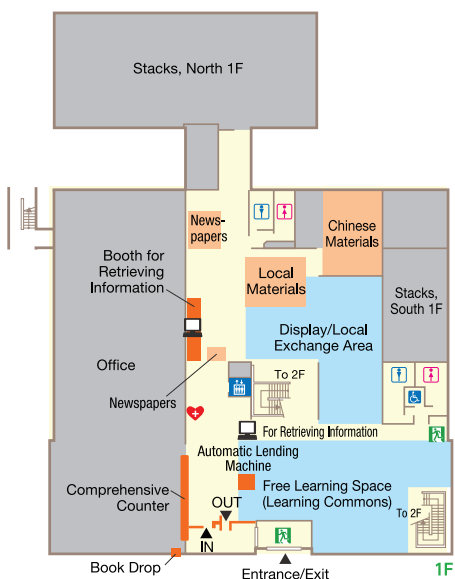 Stacks, North 1F
News-
papers
Chinese
Materials
Booth for
Retrieving
Information
Local
Materials
Stacks,
South 1F
Display/Local
Exchange Area
Office
To 2F
Newspapers
For Retrieving Information
Automatic Lending
Machine
Comprehensive
Counter
Free Learning Space
(Learning Commons)
OUT
To 2F
IN
Book Drop
Entrance/Exit
1F